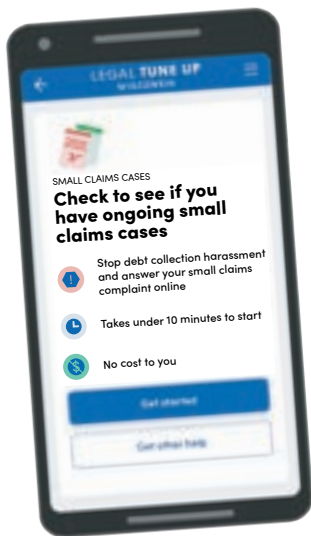 LEGAL TUNE UP
WISCONSIN
SMALL CLAIMS CASES
Check to see if you
have ongoing small
claims cases
Stop debt collection harassment
and answer your small claims
complaint online
Takes under 10 minutes to start
No cost to you
Get started
Get other help